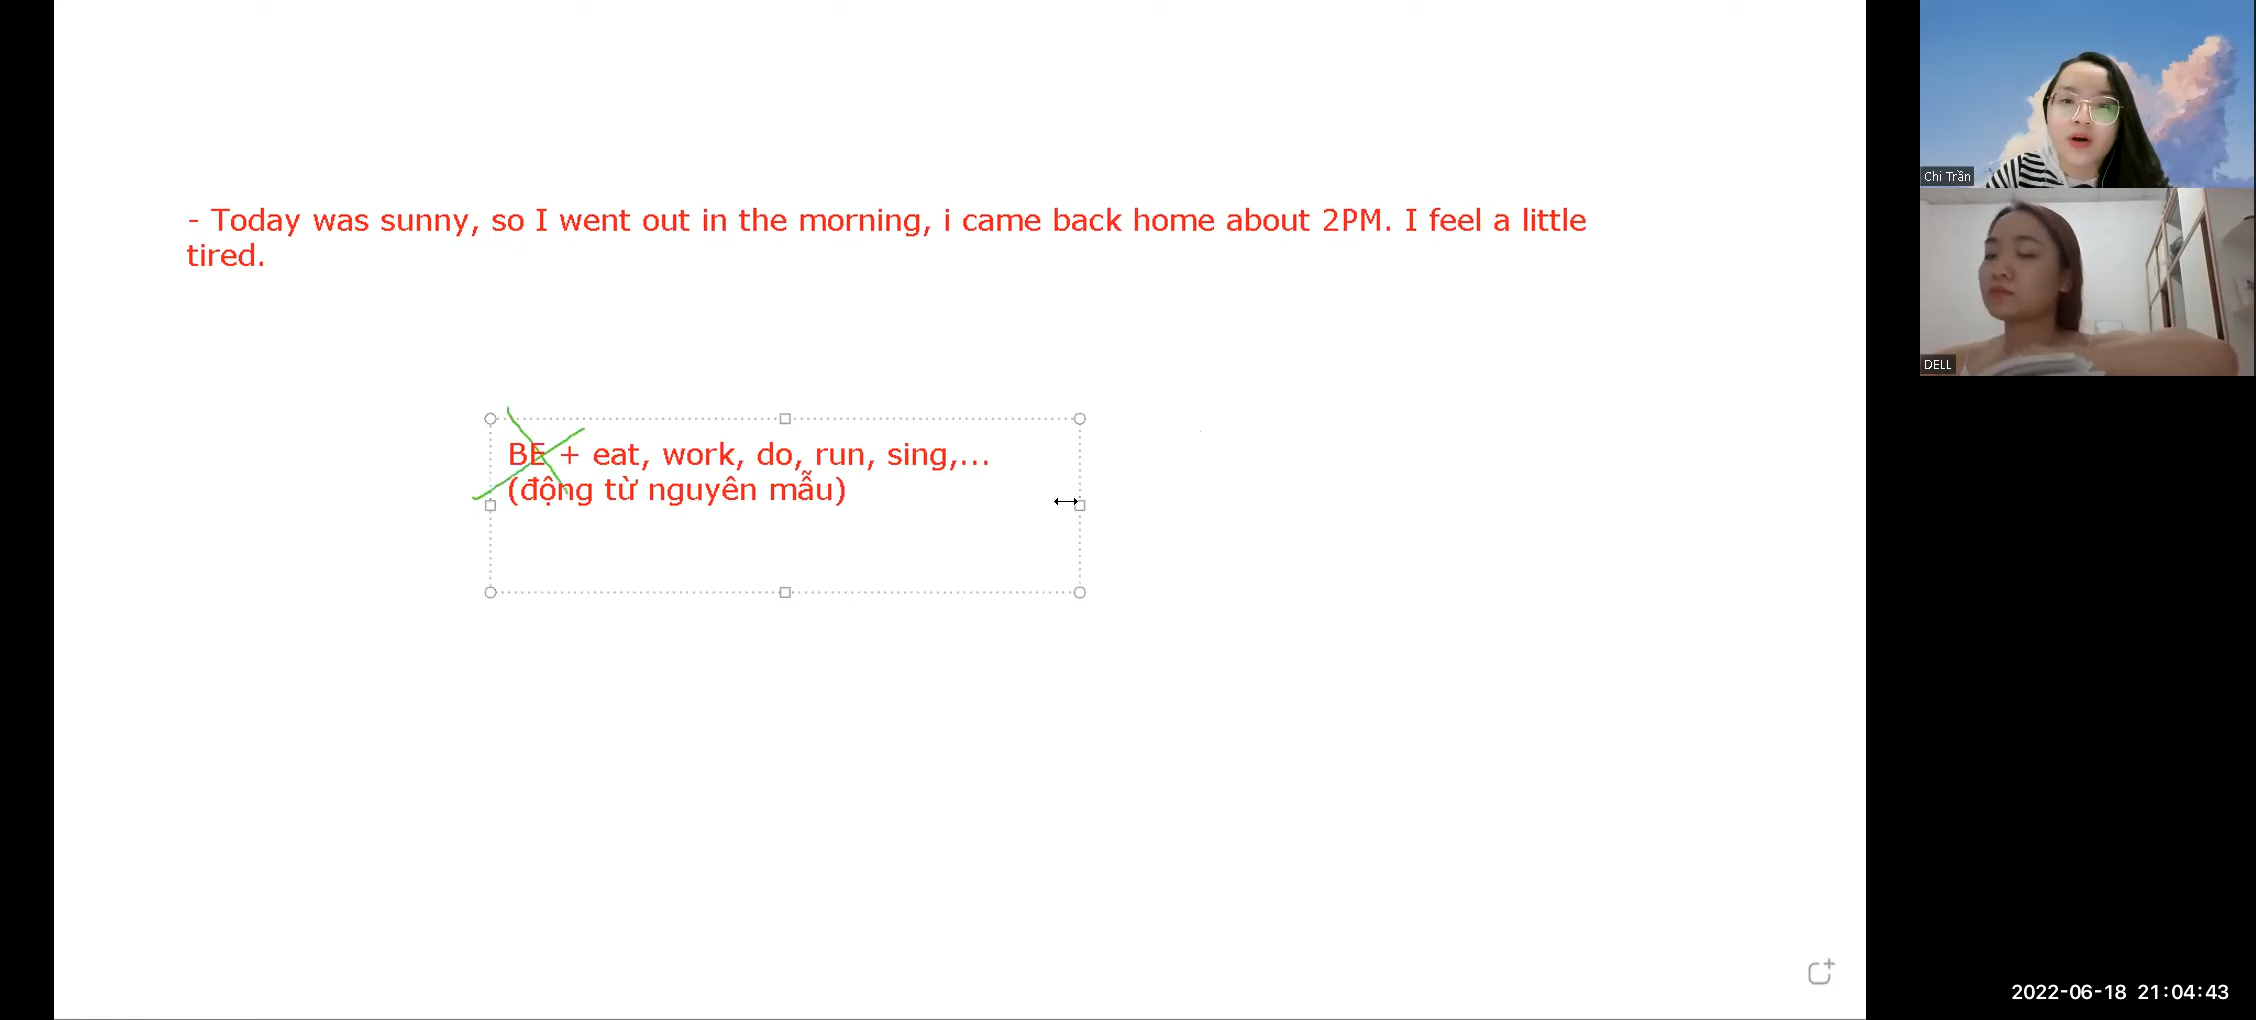 - Today was sunny, so I went out in the morning, i came back home about 2PM. I feel a little
tired.
BE + eat, work, do, run, sing,...
(động từ nguyên mẫu)
Chi Trần
DELL
2022-06-18 21:04:43